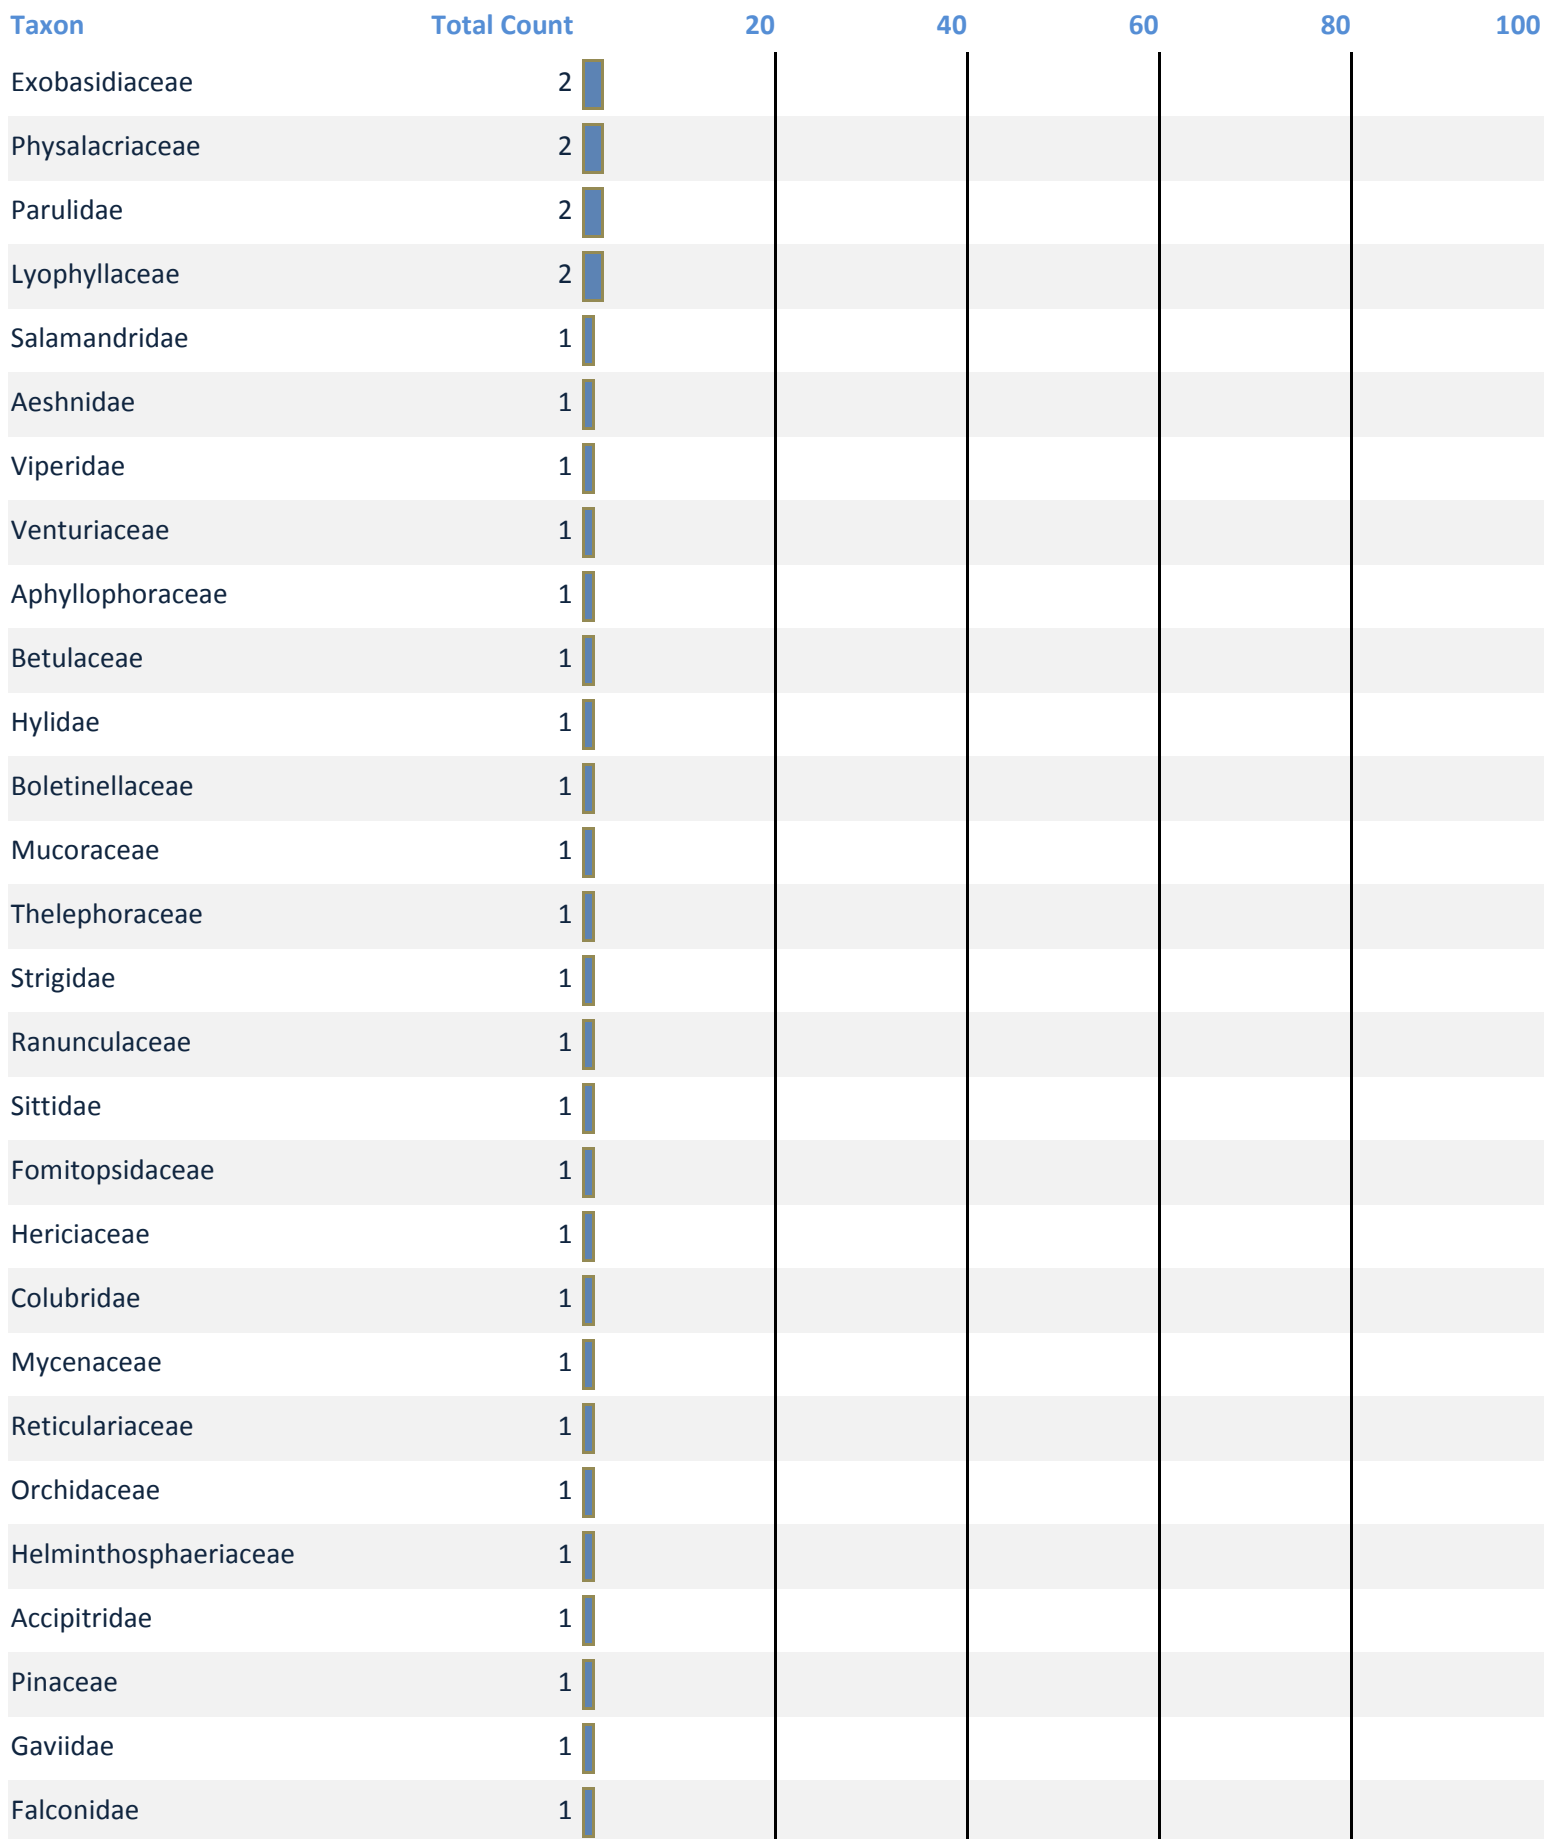 Taxon Total Count 20 40 60 80 100
Exobasidiaceae 2
Physalacriaceae 2
Parulidae 2
Lyophyllaceae 2
Salamandridae 1
Aeshnidae 1
Viperidae 1
Venturiaceae 1
Aphyllophoraceae 1
Betulaceae 1
Hylidae 1
Boletinellaceae 1
Mucoraceae 1
Thelephoraceae 1
Strigidae 1
Ranunculaceae 1
Sittidae 1
Fomitopsidaceae 1
Hericiaceae 1
Colubridae 1
Mycenaceae 1
Reticulariaceae 1
Orchidaceae 1
Helminthosphaeriaceae 1
Accipitridae 1
Pinaceae 1
Gaviidae 1
Falconidae 1